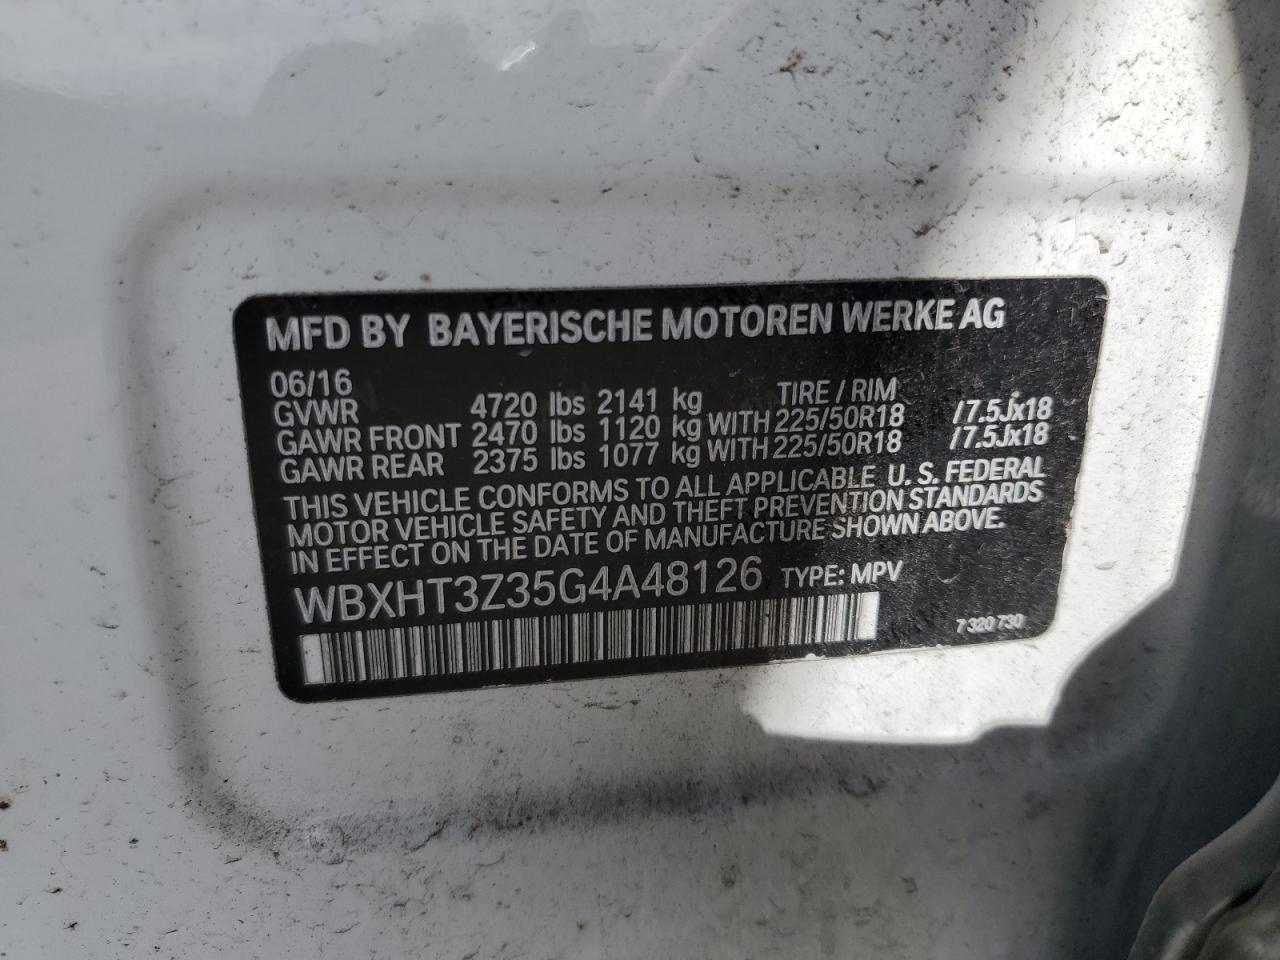 MFD BY BAYERISCHE MOTOREN WERKE AG
06/16 TIRE / RIM
GVWR 4720 lbs 2141 kg
GAWR FRONT 2470 lbs 1120 kg WITH 225/50R18 /7.5Jx18
GAWR REAR 2375 lbs 1077 kg WITH 225/50R18 /7.5Jx18
THIS VEHICLE CONFORMS TO ALL APPLICABLE U. S. FEDERAL
MOTOR VEHICLE SAFETY AND THEFT PREVENTION STANDARDS
IN EFFECT ON THE DATE OF MANUFACTURE SHOWN ABOVE.
WBXHT3Z35G4A48126 TYPE: MPV
7 320 730